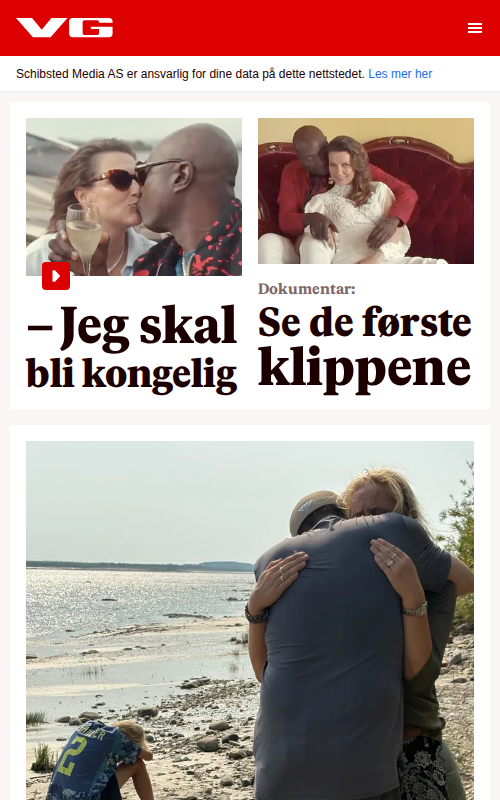 VG
Schibsted Media AS er ansvarlig for dine data på dette nettstedet. Les mer her
– Jeg skal
bli kongelig
Dokumentar:
Se de første
klippene
2